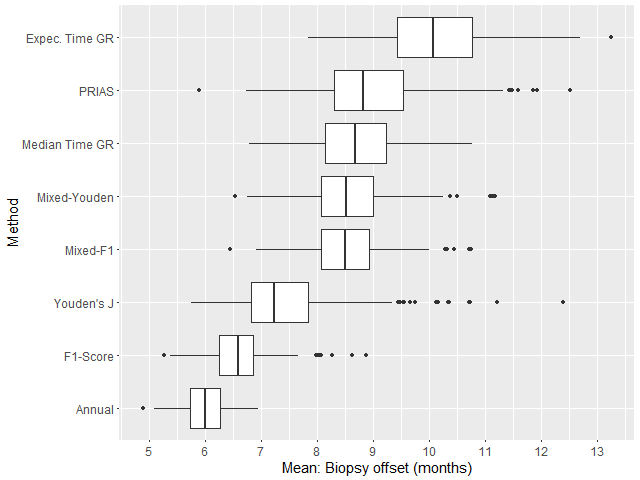 Expec. Time GR
PRIAS
Median Time GR
Mixed-Youden
Mixed-F1
Youden's J
F1-Score
Annual
Method
5 6 7 8 9 10 11 12 13
Mean: Biopsy offset (months)